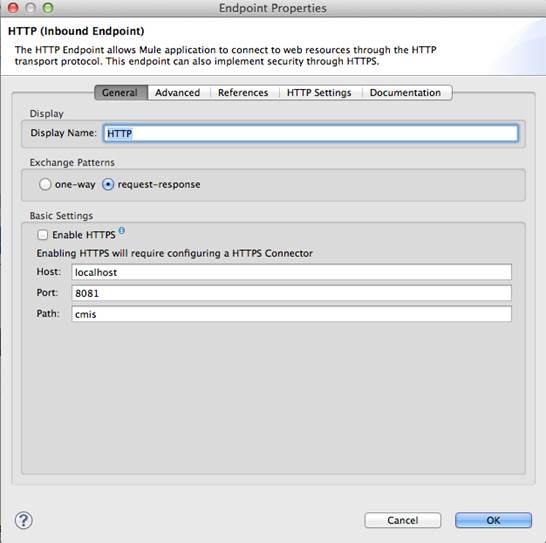 Endpoint Properties
HTTP (Inbound Endpoint)
The HTTP Endpoint allows Mule application to connect to web resources through the HTTP
transport protocol. This endpoint can also implement security through HTTPS.
General Advanced References HTTP Settings Documentation
Display
Display Name: HTTP
Exchange Patterns
one-way request-response
Basic Settings
Enable HTTPS
Enabling HTTPS will require configuring a HTTPS Connector
Host: localhost
Port: 8081
Path: cmis
? Cancel OK